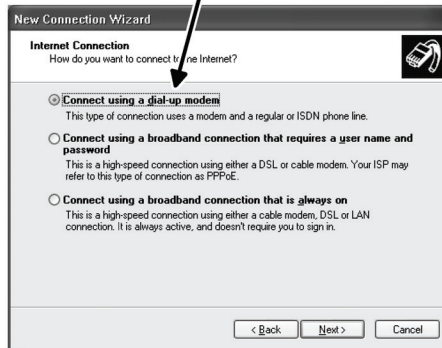 New Connection Wizard
Internet Connection
How do you want to connect to the Internet?
Connect using a dial-up modem
This type of connection uses a modem and a regular or ISDN phone line.
Connect using a broadband connection that requires a user name and
password
This is a high-speed connection using either a DSL or cable modem. Your ISP may
refer to this type of connection as PPPoE.
Connect using a broadband connection that is always on
This is a high-speed connection using either a cable modem, DSL or LAN
connection. It is always active, and doesn't require you to sign in.
< Back
Next >
Cancel